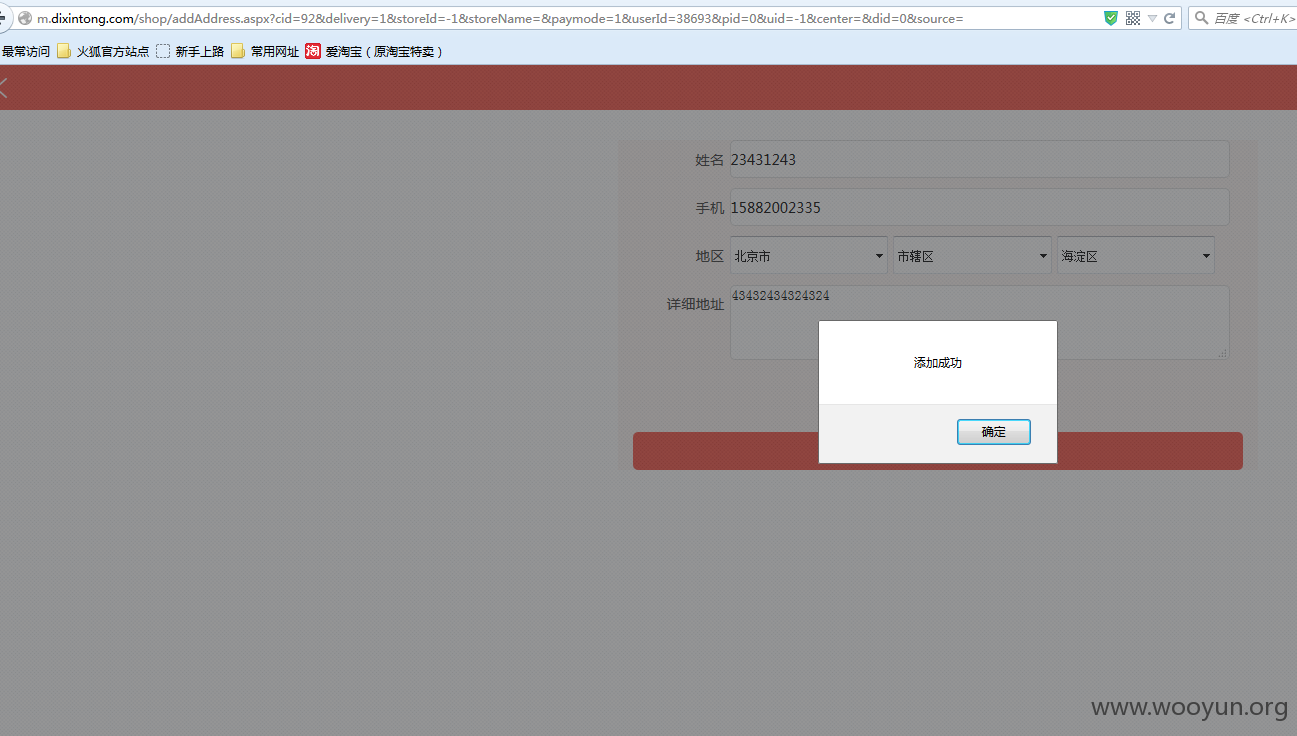 m.dixintong.com/shop/addAddress.aspx?cid=92&delivery=1&storeId=-1&storeName=&paymode=1&userId=38693&pid=0&uid=-1&center=&did=0&source=
百度 <Ctrl+K>
最常访问 火狐官方站点 新手上路 常用网址 淘 爱淘宝（原淘宝特卖）
姓名 23431243
手机 15882002335
地区 北京市 市辖区 海淀区
详细地址 43432434324324
添加成功
确定
www.wooyun.org